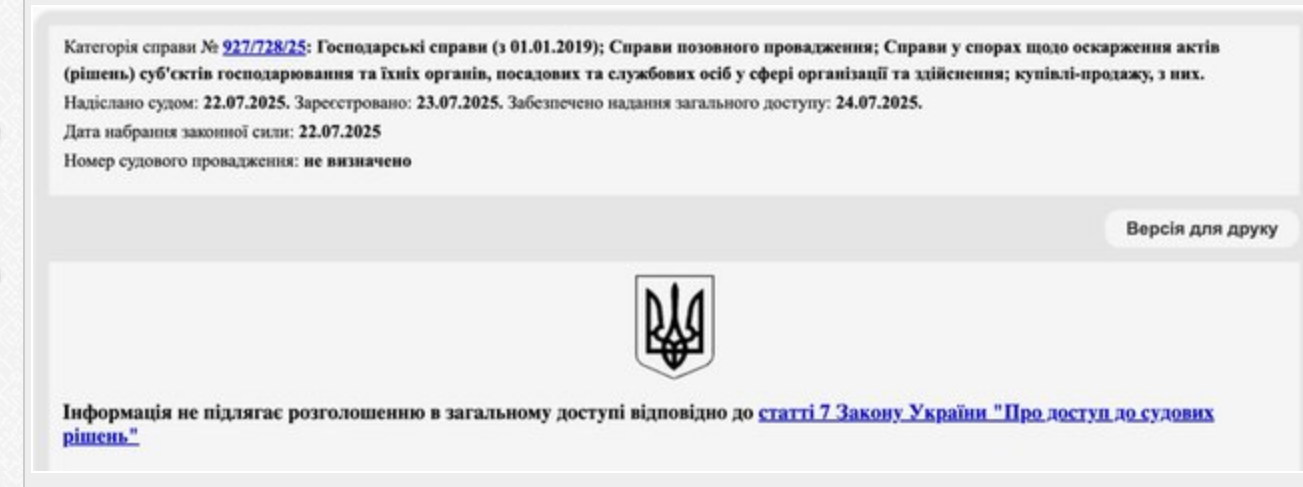 Категорія справи № 927/728/25: Господарські справи (з 01.01.2019); Справи позовного провадження; Справи у спорах щодо оскарження актів
(рішень) суб'єктів господарювання та їхніх органів, посадових та службових осіб у сфері організації та здійснення; купівлі-продажу, з них.
Надіслано судом: 22.07.2025. Зареєстровано: 23.07.2025. Забезпечено надання загального доступу: 24.07.2025.
Дата набрання законної сили: 22.07.2025
Номер судового провадження: не визначено
Версія для друку
Інформація не підлягає розголошенню в загальному доступі відповідно до статті 7 Закону України "Про доступ до судових
рішень"